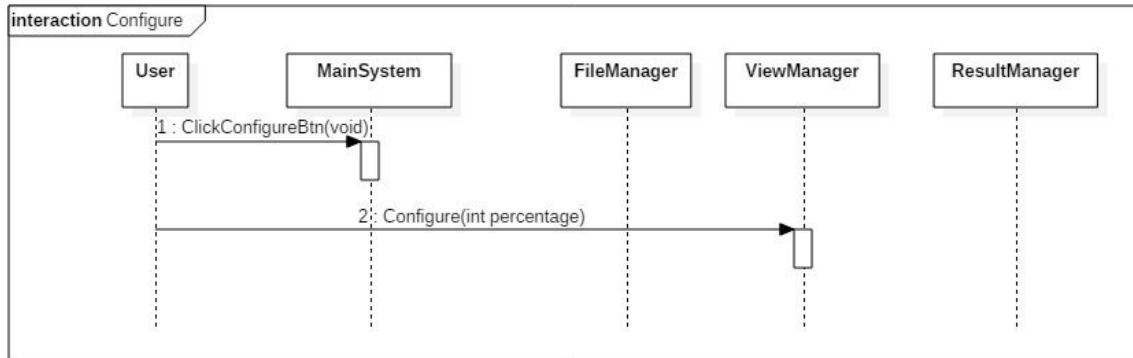 interaction Configure
User
MainSystem
FileManager
ViewManager
ResultManager
1 : ClickConfigureBtn(void)
2 : Configure(int percentage)